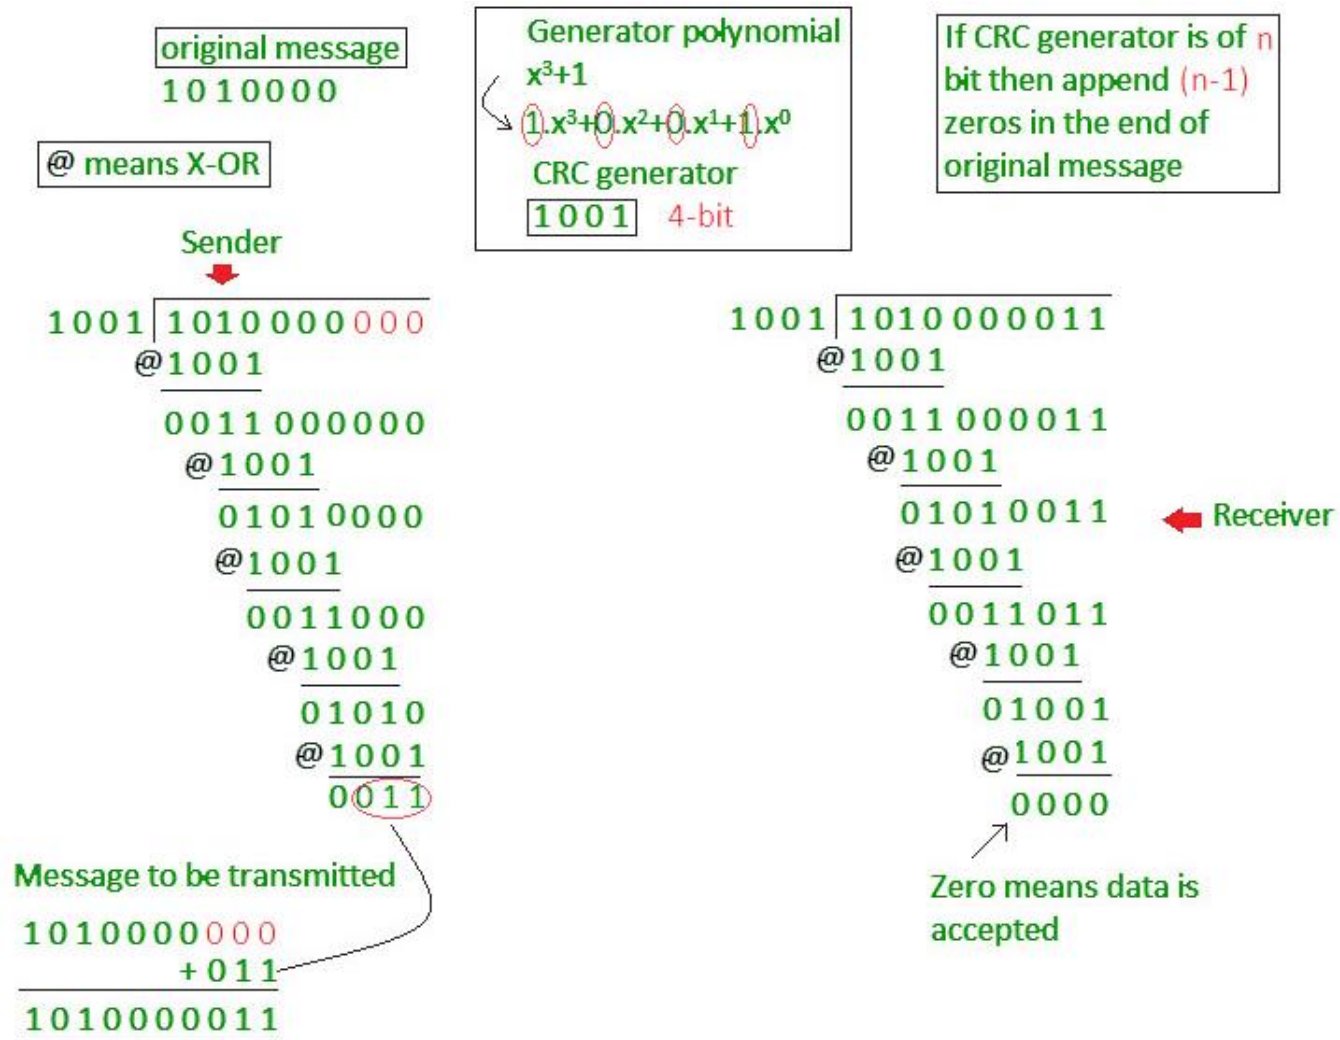 original message
1010000
@ means X-OR
Generator polynomial
x³+1
1.x³+0.x²+0.x¹+1.x⁰
CRC generator
1001 4-bit
If CRC generator is of n
bit then append (n-1)
zeros in the end of
original message
Sender
1001 1010000000
@1001
0011000000
@1001
01010000
@1001
0011000
@1001
01010
@1001
0011
Message to be transmitted
1010000000
+011
1010000011
1001 1010000011
@1001
0011000011
@1001
01010011
@1001
0011011
@1001
01001
@1001
0000
Receiver
Zero means data is
accepted